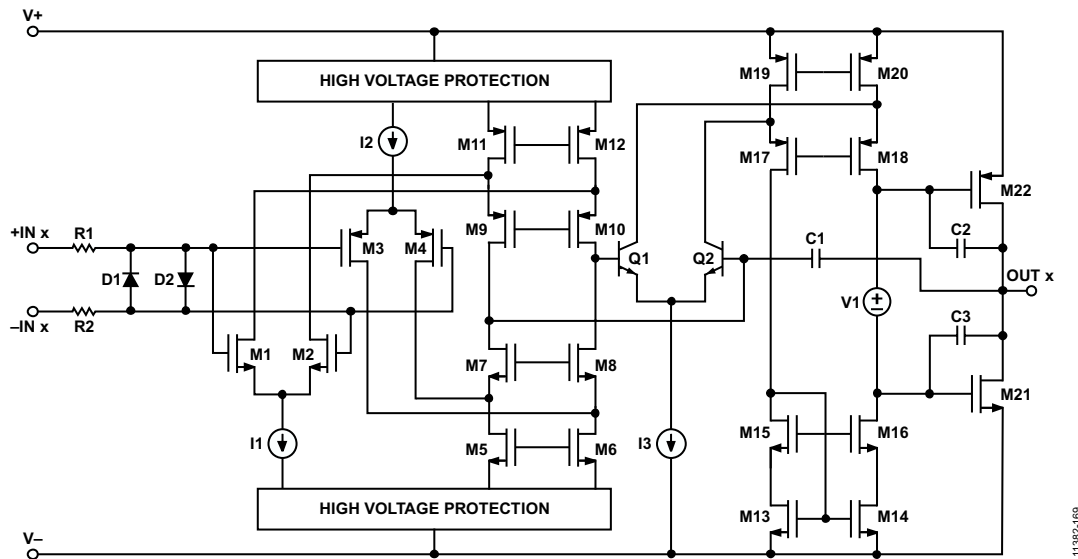 V+
M19
M20
HIGH VOLTAGE PROTECTION
I2
M11
M12
M17
M18
M22
+IN x
R1
M3
M4
M9
M10
C1
C2
D1
D2
Q1
Q2
OUT x
V1
–IN x
R2
C3
M1
M2
M7
M8
M21
I1
M5
M6
I3
M15
M16
HIGH VOLTAGE PROTECTION
M13
M14
V–
11382-169